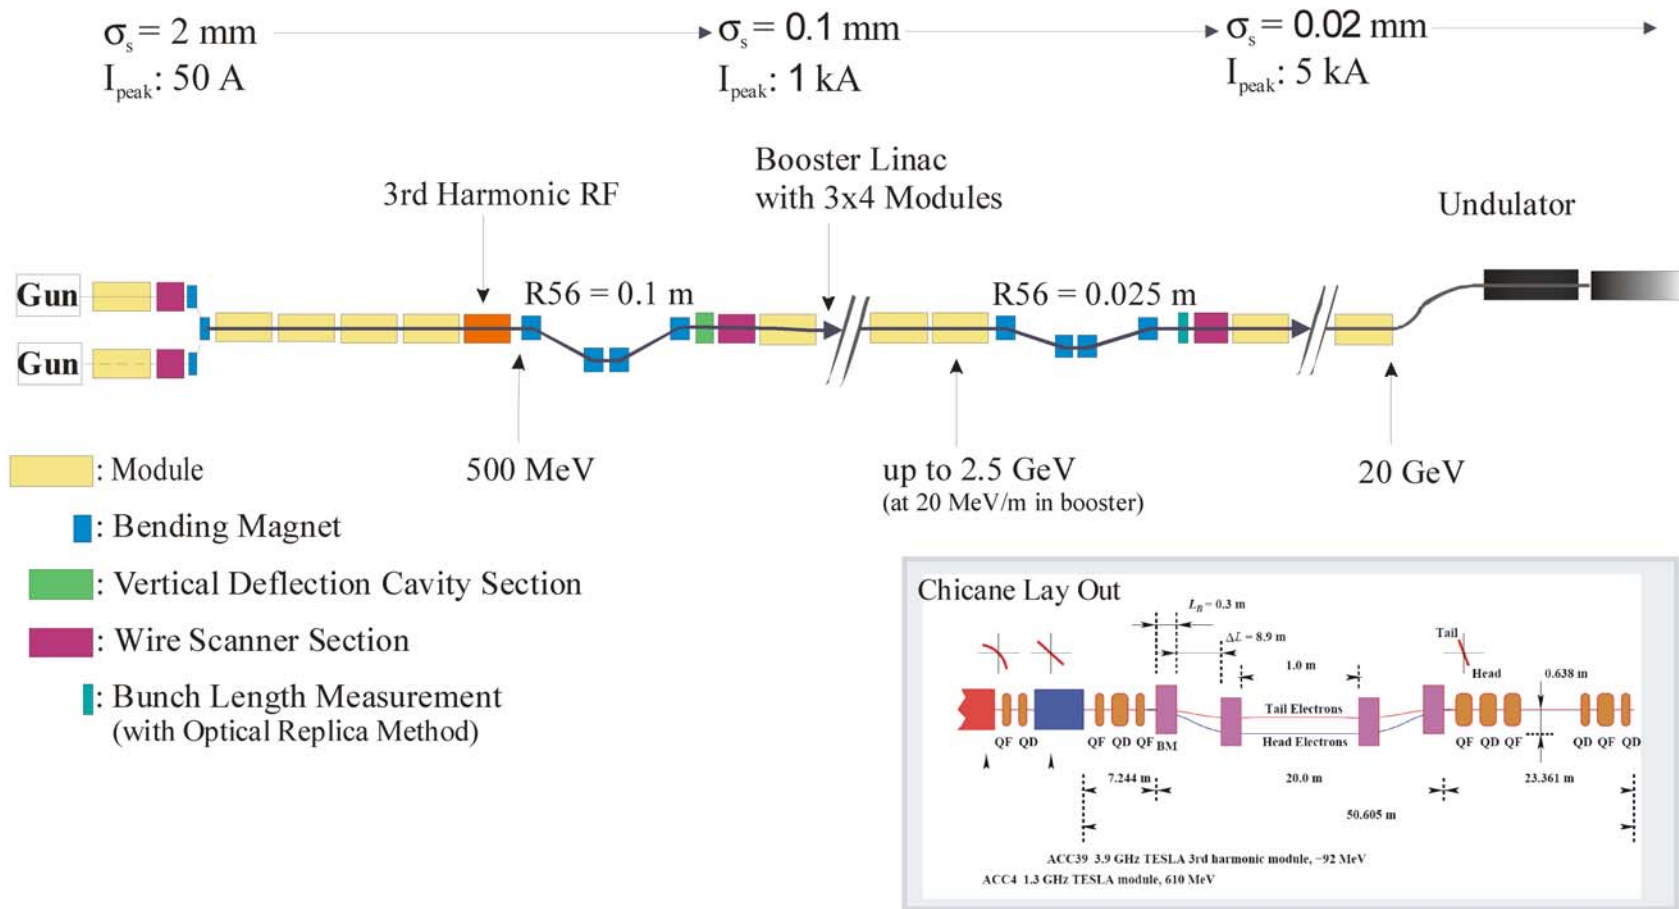 σs = 2 mm
Ipeak: 50 A
σs = 0.1 mm
Ipeak: 1 kA
σs = 0.02 mm
Ipeak: 5 kA
3rd Harmonic RF
Booster Linac
with 3x4 Modules
Undulator
Gun
Gun
R56 = 0.1 m
R56 = 0.025 m
500 MeV
up to 2.5 GeV
(at 20 MeV/m in booster)
20 GeV
: Module
: Bending Magnet
: Vertical Deflection Cavity Section
: Wire Scanner Section
: Bunch Length Measurement
(with Optical Replica Method)
Chicane Lay Out
LB = 0.3 m
ΔL = 8.9 m
1.0 m
Tail
Head
0.638 m
Tail Electrons
Head Electrons
QF QD
QF QD QF BM
QF QD QF
QD QF QD
7.244 m
20.0 m
23.361 m
50.605 m
ACC39 3.9 GHz TESLA 3rd harmonic module, −92 MeV
ACC4 1.3 GHz TESLA module, 610 MeV